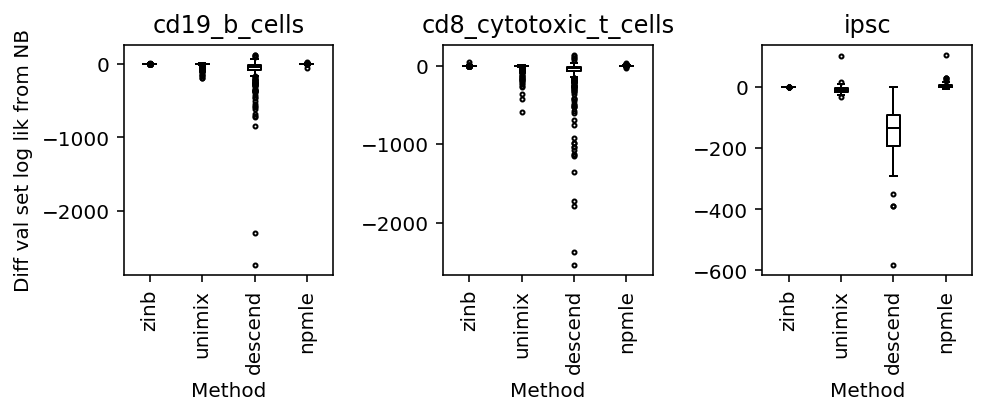 cd19_b_cells
cd8_cytotoxic_t_cells
ipsc
Diff val set log lik from NB
0
−1000
−2000
0
−1000
−2000
0
−200
−400
−600
zinb
unimix
descend
npmle
zinb
unimix
descend
npmle
zinb
unimix
descend
npmle
Method
Method
Method